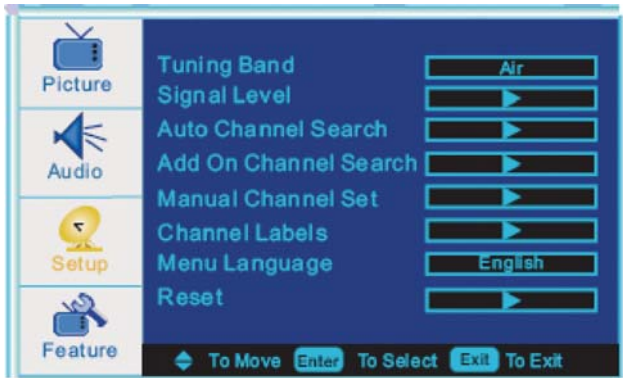 Picture
Audio
Setup
Feature
Tuning Band Air
Signal Level
Auto Channel Search
Add On Channel Search
Manual Channel Set
Channel Labels
Menu Language English
Reset
To Move Enter To Select Exit To Exit